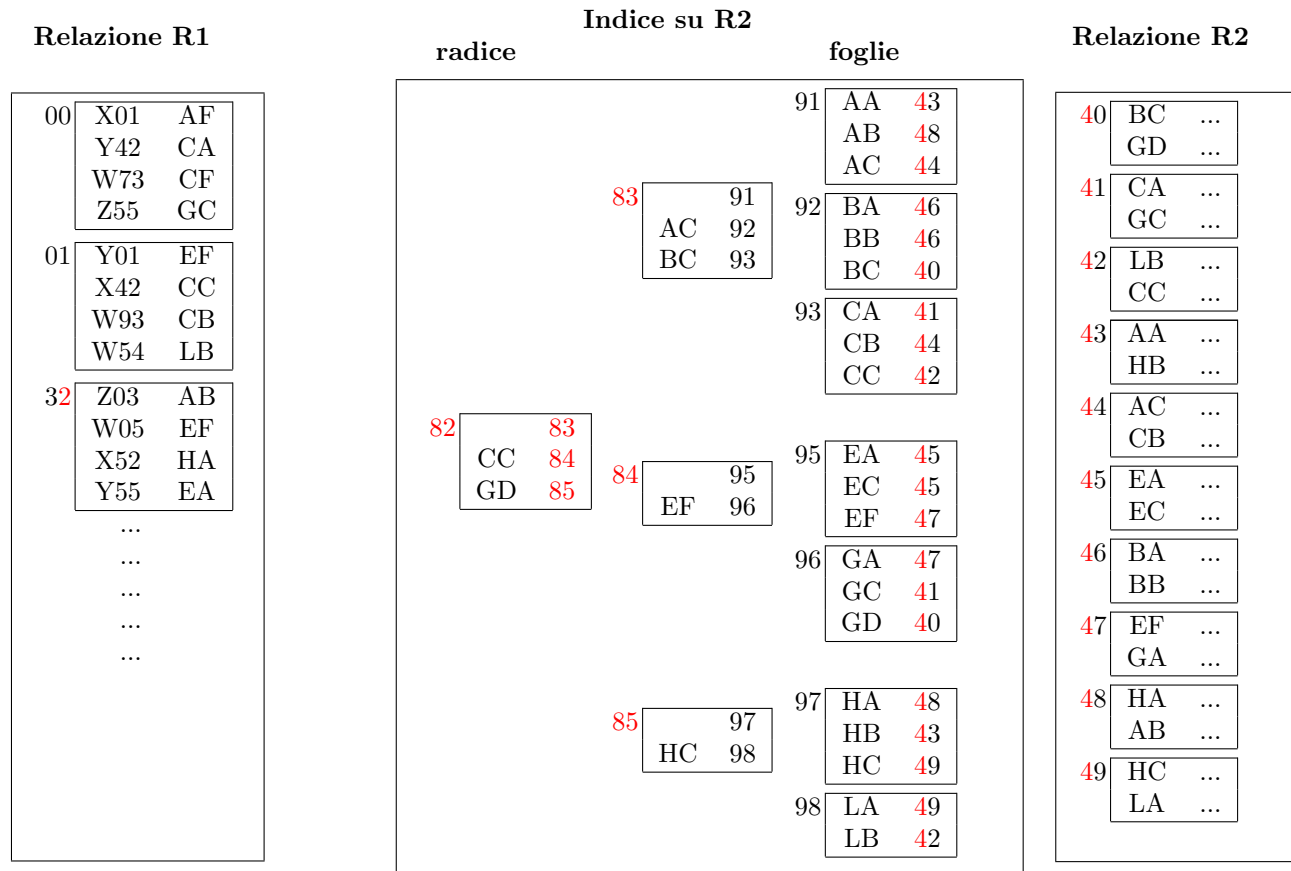 Relazione R1
00 X01 AF
Y42 CA
W73 CF
Z55 GC
01 Y01 EF
X42 CC
W93 CB
W54 LB
32 Z03 AB
W05 EF
X52 HA
Y55 EA
...
...
...
...
...
Indice su R2
radice
foglie
82 83
CC 84
GD 85
83 91
AC 92
BC 93
84 95
EF 96
85 97
HC 98
91 AA 43
AB 48
AC 44
92 BA 46
BB 46
BC 40
93 CA 41
CB 44
CC 42
95 EA 45
EC 45
EF 47
96 GA 47
GC 41
GD 40
97 HA 48
HB 43
HC 49
98 LA 49
LB 42
Relazione R2
40 BC ...
GD ...
41 CA ...
GC ...
42 LB ...
CC ...
43 AA ...
HB ...
44 AC ...
CB ...
45 EA ...
EC ...
46 BA ...
BB ...
47 EF ...
GA ...
48 HA ...
AB ...
49 HC ...
LA ...